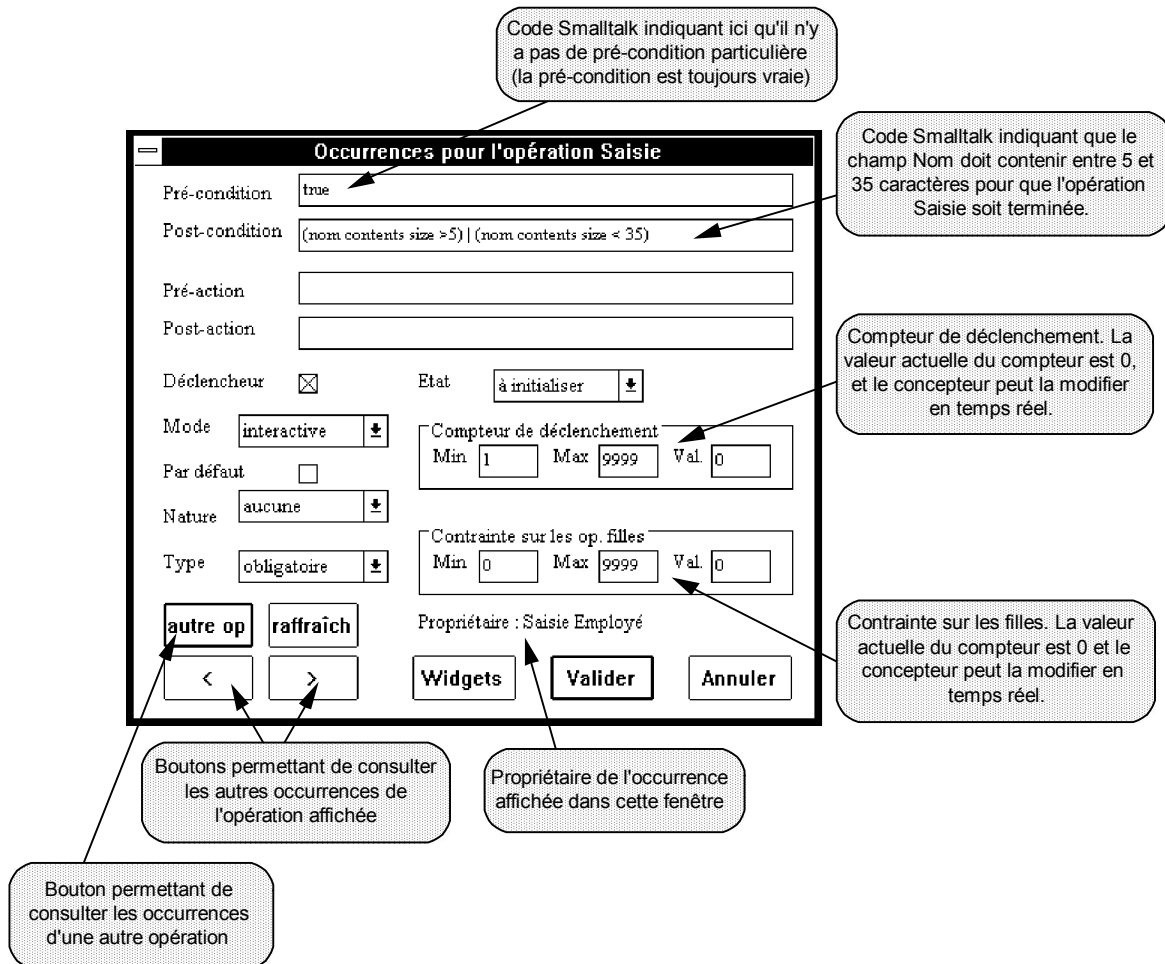 Code Smalltalk indiquant ici qu'il n'y
a pas de pré-condition particulière
(la pré-condition est toujours vraie)
Code Smalltalk indiquant que le
champ Nom doit contenir entre 5 et
35 caractères pour que l'opération
Saisie soit terminée.
Occurrences pour l'opération Saisie
Pré-condition
true
Post-condition
(nom contents size >5) | (nom contents size < 35)
Pré-action
Post-action
Déclencheur
Etat
à initialiser
Mode
interactive
Compteur de déclenchement
Min 1 Max 9999 Val. 0
Par défaut
Nature
aucune
Type
obligatoire
Contrainte sur les op. filles
Min 0 Max 9999 Val. 0
Compteur de déclenchement. La
valeur actuelle du compteur est 0,
et le concepteur peut la modifier
en temps réel.
autre op
raffraîch
Propriétaire : Saisie Employé
<
>
Widgets
Valider
Annuler
Contrainte sur les filles. La valeur
actuelle du compteur est 0 et le
concepteur peut la modifier en
temps réel.
Boutons permettant de consulter
les autres occurrences de
l'opération affichée
Propriétaire de l'occurrence
affichée dans cette fenêtre
Bouton permettant de
consulter les occurrences
d'une autre opération